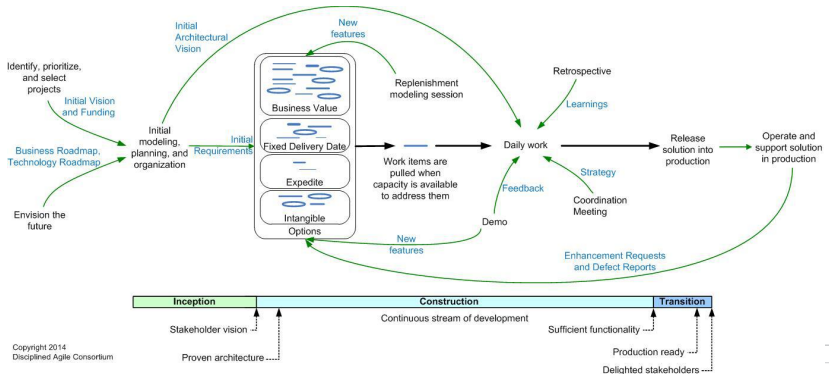 Initial
Architectural
Vision
New
features
Identify, prioritize,
and select
projects
Initial Vision
and Funding
Business Roadmap,
Technology Roadmap
Envision the
future
Initial
modeling,
planning, and
organization
Initial
Requirements
Business Value
Fixed Delivery Date
Expedite
Intangible
Options
Replenishment
modeling session
Work items are
pulled when
capacity is available
to address them
Daily work
Retrospective
Learnings
Feedback
Demo
New
features
Strategy
Coordination
Meeting
Release
solution into
production
Operate and
support solution
in production
Enhancement Requests
and Defect Reports
Inception
Construction
Transition
Continuous stream of development
Stakeholder vision
Proven architecture
Sufficient functionality
Production ready
Delighted stakeholders
Copyright 2014
Disciplined Agile Consortium